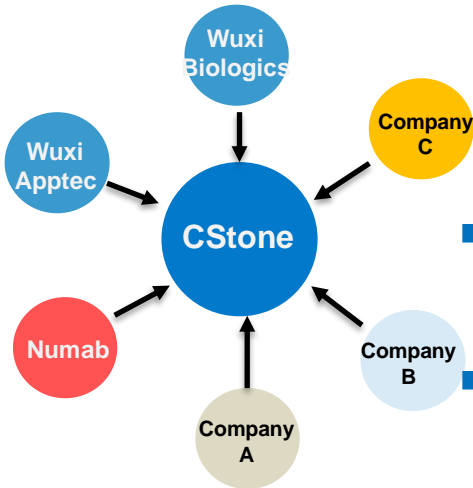 Wuxi
Biologics
Company
C
Wuxi
Apptec
CStone
Numab
Company
B
Company
A